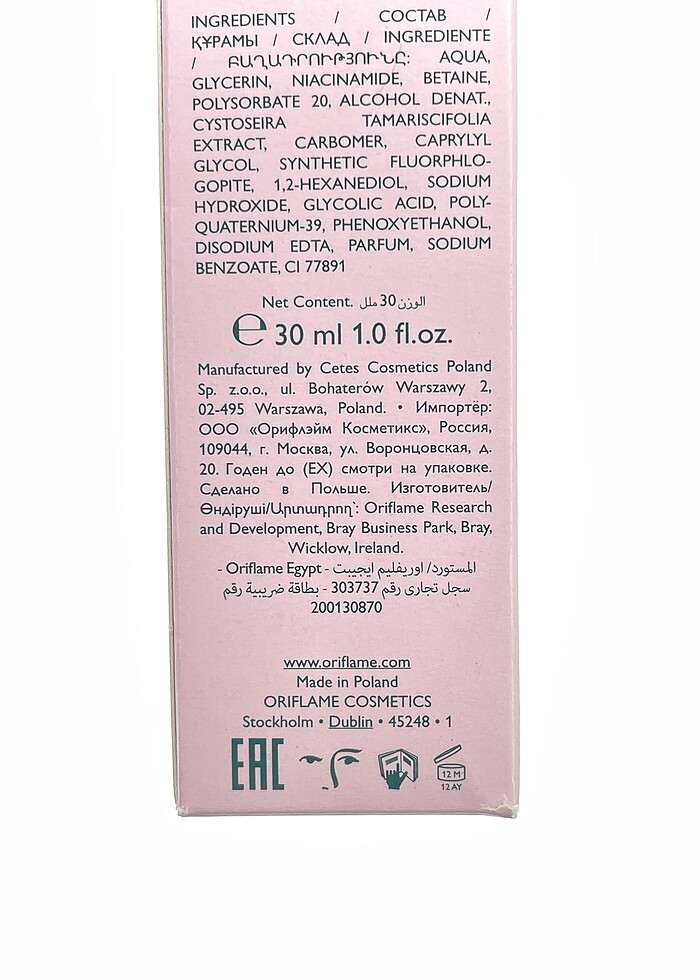 INGREDIENTS / СОСТАВ /
ҚҰРАМЫ / СКЛАД / INGREDIENTE
/ ԲԱՂԱԴՐՈՒԹՅՈՒՆԸ: AQUA,
GLYCERIN, NIACINAMIDE, BETAINE,
POLYSORBATE 20, ALCOHOL DENAT.,
CYSTOSEIRA TAMARISCIFOLIA
EXTRACT, CARBOMER, CAPRYLYL
GLYCOL, SYNTHETIC FLUORPHLO-
GOPITE, 1,2-HEXANEDIOL, SODIUM
HYDROXIDE, GLYCOLIC ACID, POLY-
QUATERNIUM-39, PHENOXYETHANOL,
DISODIUM EDTA, PARFUM, SODIUM
BENZOATE, CI 77891
Net Content. الوزن 30 ملل
℮ 30 ml 1.0 fl.oz.
Manufactured by Cetes Cosmetics Poland
Sp. z.o.o., ul. Bohaterów Warszawy 2,
02-495 Warszawa, Poland. • Импортёр:
ООО «Орифлэйм Косметикс», Россия,
109044, г. Москва, ул. Воронцовская, д.
20. Годен до (EX) смотри на упаковке.
Сделано в Польше. Изготовитель/
Өндіруші/Արտադրող՝: Oriflame Research
and Development, Bray Business Park, Bray,
Wicklow, Ireland.
المستورد/ اوريفليم ايجيبت - Oriflame Egypt -
سجل تجارى رقم 303737 - بطاقة ضريبية رقم
200130870
www.oriflame.com
Made in Poland
ORIFLAME COSMETICS
Stockholm • Dublin • 45248 • 1
EAC
12 M
12 AY